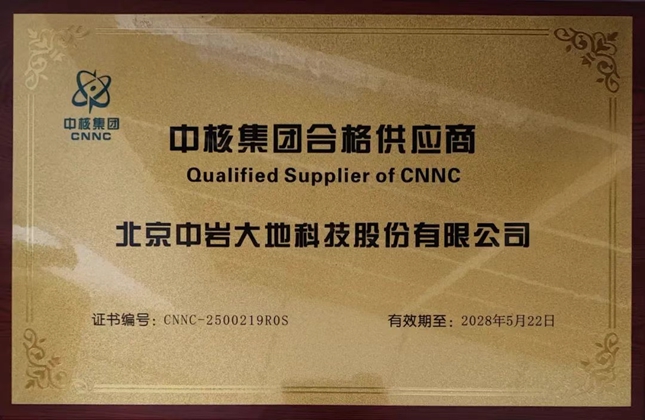 中核集团
CNNC
中核集团合格供应商
Qualified Supplier of CNNC
北京中岩大地科技股份有限公司
证书编号：CNNC-2500219R0S
有效期至：2028年5月22日